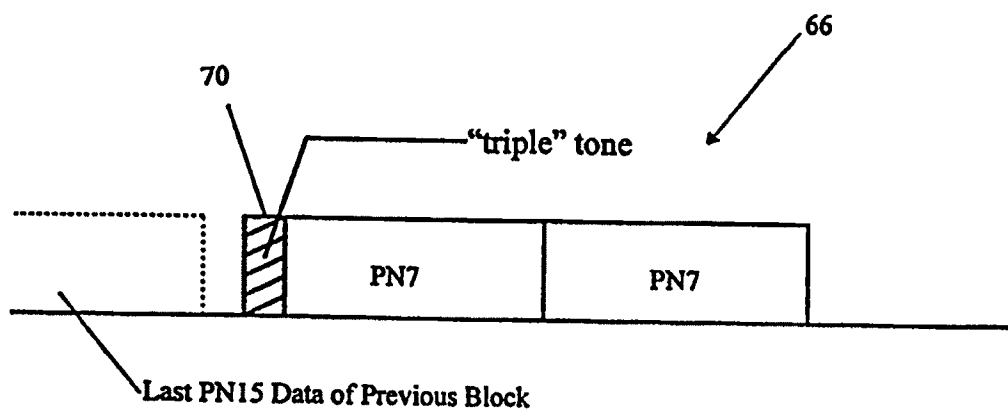 66
70
“triple” tone
PN7
PN7
Last PN15 Data of Previous Block